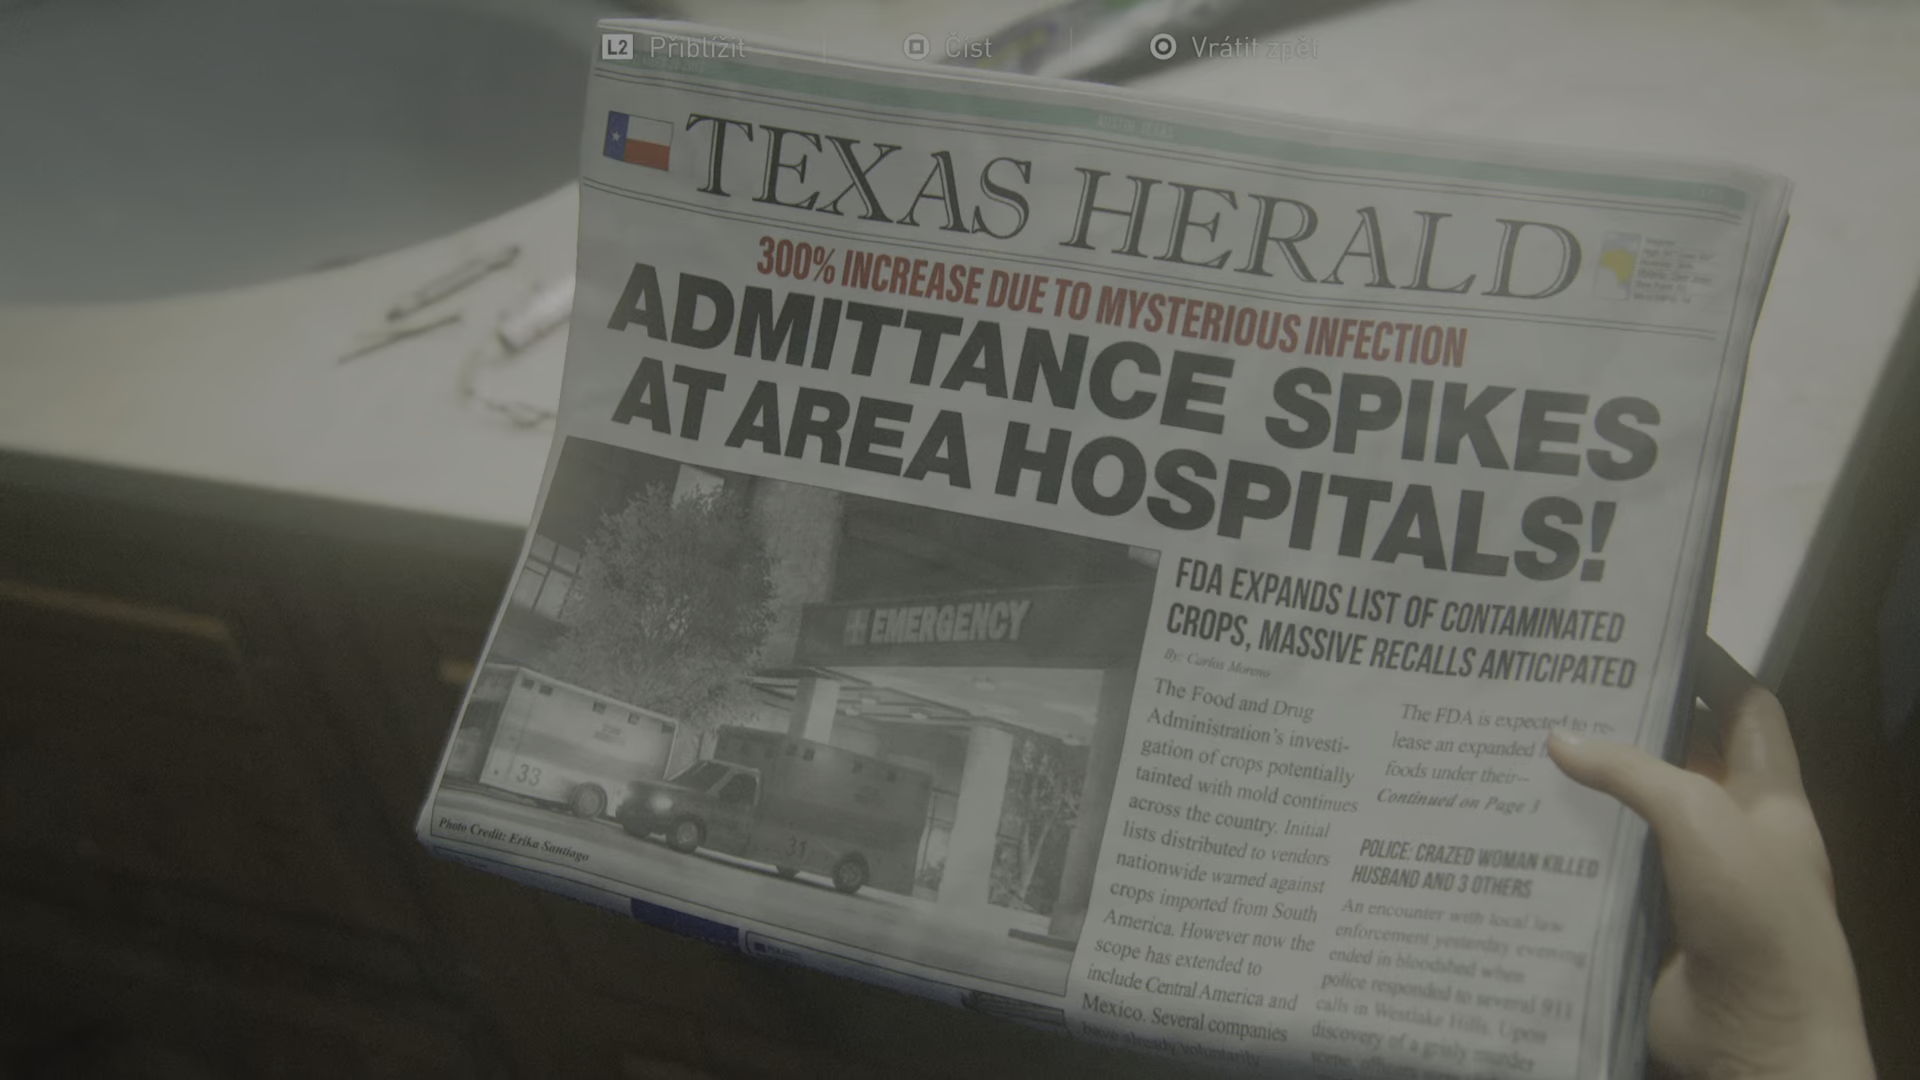 L2 Přiblížit
Číst
Vrátit zpět
AUSTIN TEXAS
TEXAS HERALD
300% INCREASE DUE TO MYSTERIOUS INFECTION
ADMITTANCE SPIKES
AT AREA HOSPITALS!
EMERGENCY
33
31
Photo Credit: Erika Santiago
FDA EXPANDS LIST OF CONTAMINATED
CROPS, MASSIVE RECALLS ANTICIPATED
By: Carlos Moreno
The Food and Drug
Administration's investi-
gation of crops potentially
tainted with mold continues
across the country. Initial
lists distributed to vendors
nationwide warned against
crops imported from South
America. However now the
scope has extended to
include Central America and
Mexico. Several companies
have already voluntarily
The FDA is expected to re-
lease an expanded
foods under their--
Continued on Page 3
POLICE: CRAZED WOMAN KILLED
HUSBAND AND 3 OTHERS
An encounter with local law
enforcement yesterday evening
ended in bloodshed when
police responded to several 911
calls in Westlake Hills. Upon
discovery of a grisly murder
scene,